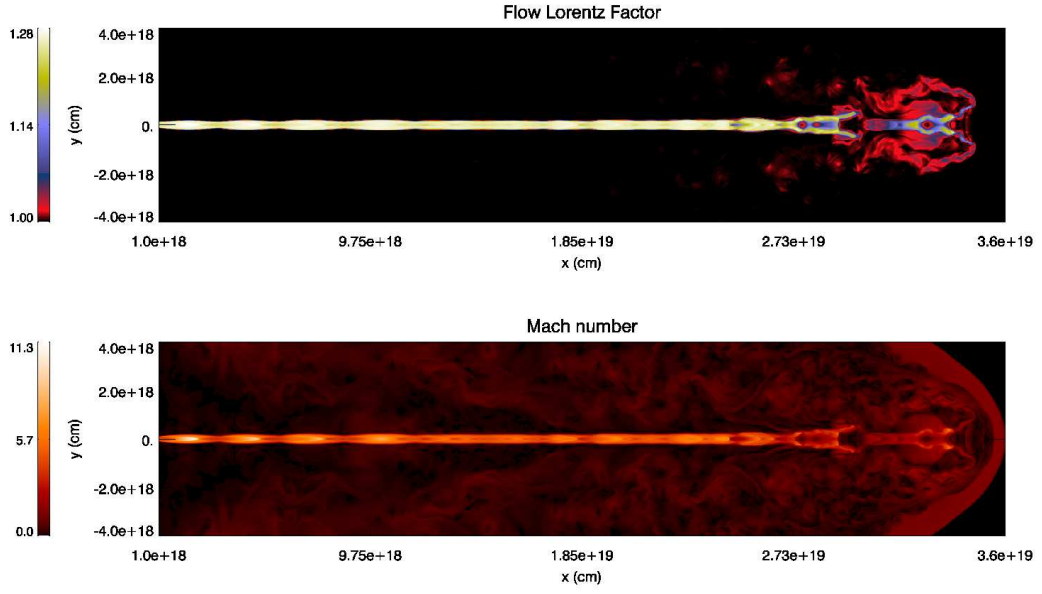 Flow Lorentz Factor
1.28
1.14
1.00
y (cm)
4.0e+18
2.0e+18
0.
-2.0e+18
-4.0e+18
1.0e+18 9.75e+18 1.85e+19 2.73e+19 3.6e+19
x (cm)
Mach number
11.3
5.7
0.0
y (cm)
4.0e+18
2.0e+18
0.
-2.0e+18
-4.0e+18
1.0e+18 9.75e+18 1.85e+19 2.73e+19 3.6e+19
x (cm)